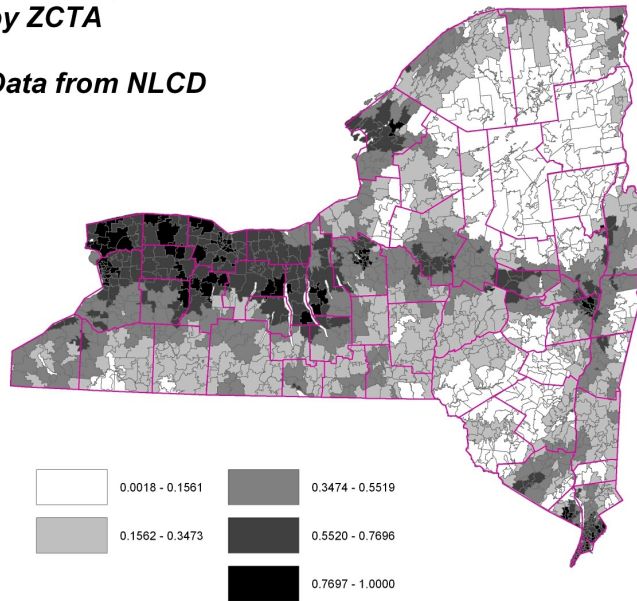 by ZCTA
Data from NLCD
0.0018 - 0.1561
0.3474 - 0.5519
0.1562 - 0.3473
0.5520 - 0.7696
0.7697 - 1.0000